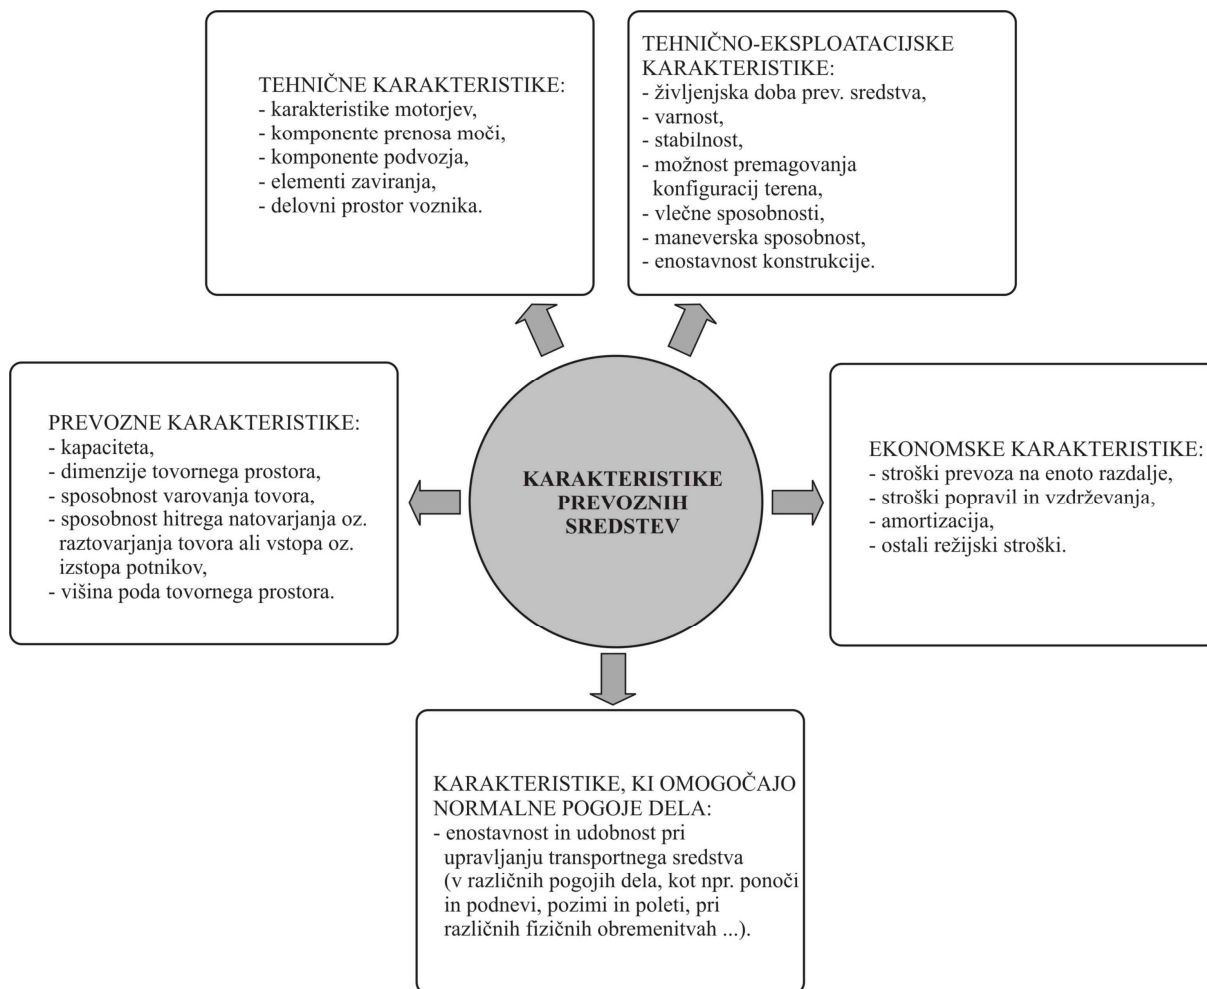 TEHNIČNE KARAKTERISTIKE:
- karakteristike motorjev,
- komponente prenosa moči,
- komponente podvozja,
- elementi zaviranja,
- delovni prostor voznika.
TEHNIČNO-EKSPLOATACIJSKE
KARAKTERISTIKE:
- življenjska doba prev. sredstva,
- varnost,
- stabilnost,
- možnost premagovanja
konfiguracij terena,
- vlečne sposobnosti,
- maneverska sposobnost,
- enostavnost konstrukcije.
PREVOZNE KARAKTERISTIKE:
- kapaciteta,
- dimenzije tovornega prostora,
- sposobnost varovanja tovora,
- sposobnost hitrega natovarjanja oz.
raztovarjanja tovora ali vstopa oz.
izstopa potnikov,
- višina poda tovornega prostora.
KARAKTERISTIKE
PREVOZNIH
SREDSTEV
EKONOMSKE KARAKTERISTIKE:
- stroški prevoza na enoto razdalje,
- stroški popravil in vzdrževanja,
- amortizacija,
- ostali režijski stroški.
KARAKTERISTIKE, KI OMOGOČAJO
NORMALNE POGOJE DELA:
- enostavnost in udobnost pri
upravljanju transportnega sredstva
(v različnih pogojih dela, kot npr. ponoči
in podnevi, pozimi in poleti, pri
različnih fizičnih obremenitvah ...).